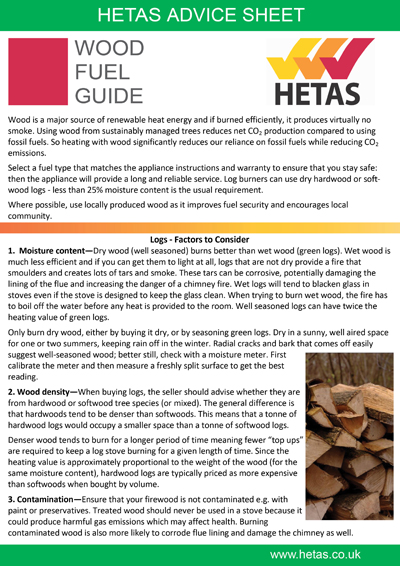 HETAS ADVICE SHEET
WOOD
FUEL
GUIDE
HETAS
Wood is a major source of renewable heat energy and if burned efficiently, it produces virtually no
smoke. Using wood from sustainably managed trees reduces net CO₂ production compared to using
fossil fuels. So heating with wood significantly reduces our reliance on fossil fuels while reducing CO₂
emissions.
Select a fuel type that matches the appliance instructions and warranty to ensure that you stay safe:
then the appliance will provide a long and reliable service. Log burners can use dry hardwood or soft-
wood logs - less than 25% moisture content is the usual requirement.
Where possible, use locally produced wood as it improves fuel security and encourages local
community.
Logs - Factors to Consider
1. Moisture content—Dry wood (well seasoned) burns better than wet wood (green logs). Wet wood is
much less efficient and if you can get them to light at all, logs that are not dry provide a fire that
smoulders and creates lots of tars and smoke. These tars can be corrosive, potentially damaging the
lining of the flue and increasing the danger of a chimney fire. Wet logs will tend to blacken glass in
stoves even if the stove is designed to keep the glass clean. When trying to burn wet wood, the fire has
to boil off the water before any heat is provided to the room. Well seasoned logs can have twice the
heating value of green logs.
Only burn dry wood, either by buying it dry, or by seasoning green logs. Dry in a sunny, well aired space
for one or two summers, keeping rain off in the winter. Radial cracks and bark that comes off easily
suggest well-seasoned wood; better still, check with a moisture meter. First
calibrate the meter and then measure a freshly split surface to get the best
reading.
2. Wood density—When buying logs, the seller should advise whether they are
from hardwood or softwood tree species (or mixed). The general difference is
that hardwoods tend to be denser than softwoods. This means that a tonne of
hardwood logs would occupy a smaller space than a tonne of softwood logs.
Denser wood tends to burn for a longer period of time meaning fewer “top ups”
are required to keep a log stove burning for a given length of time. Since the
heating value is approximately proportional to the weight of the wood (for the
same moisture content), hardwood logs are typically priced as more expensive
than softwoods when bought by volume.
3. Contamination—Ensure that your firewood is not contaminated e.g. with
paint or preservatives. Treated wood should never be used in a stove because it
could produce harmful gas emissions which may affect health. Burning
contaminated wood is also more likely to corrode flue lining and damage the chimney as well.
www.hetas.co.uk